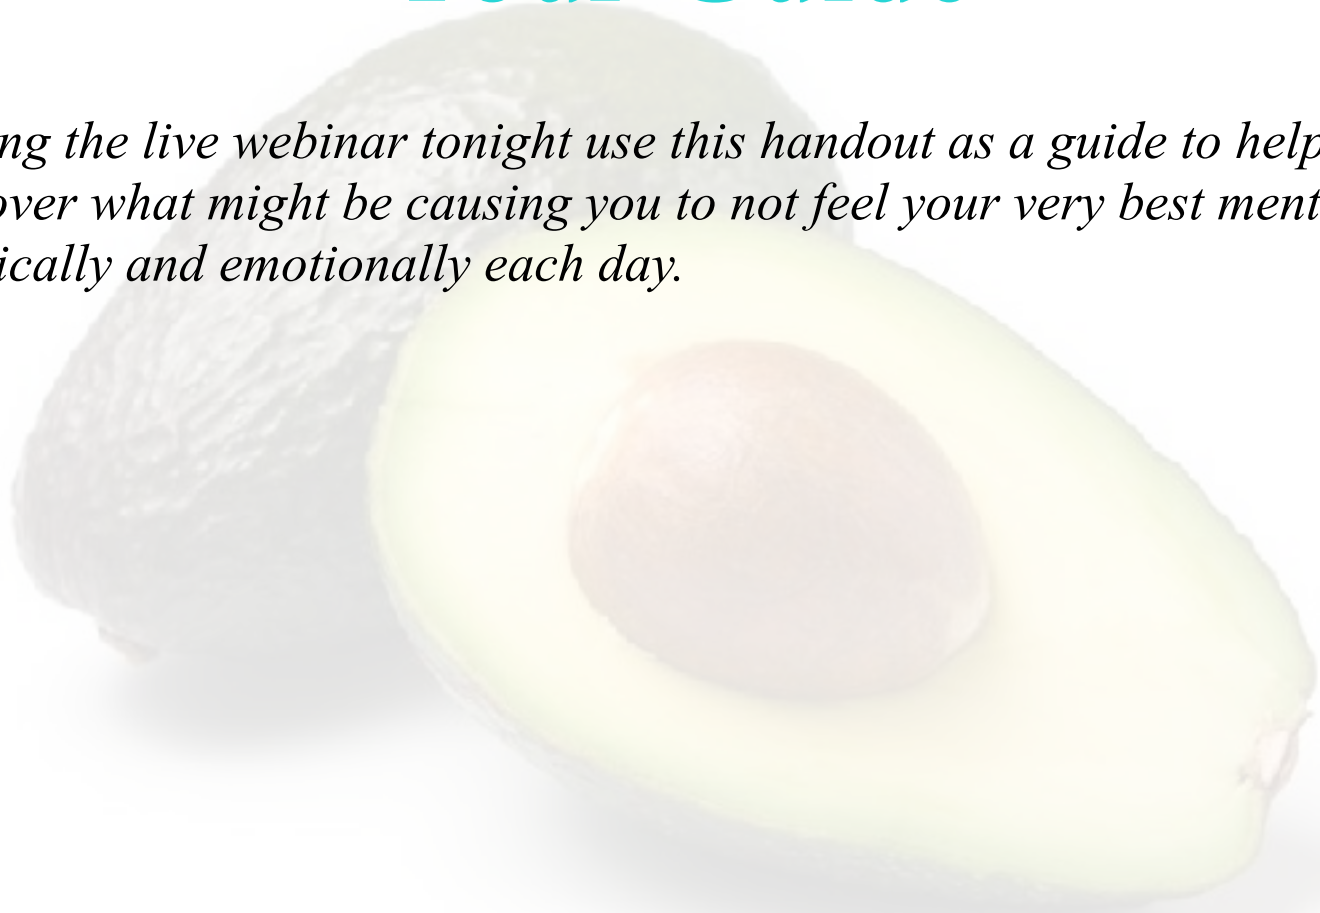 ng the live webinar tonight use this handout as a guide to help
over what might be causing you to not feel your very best ment
ically and emotionally each day.